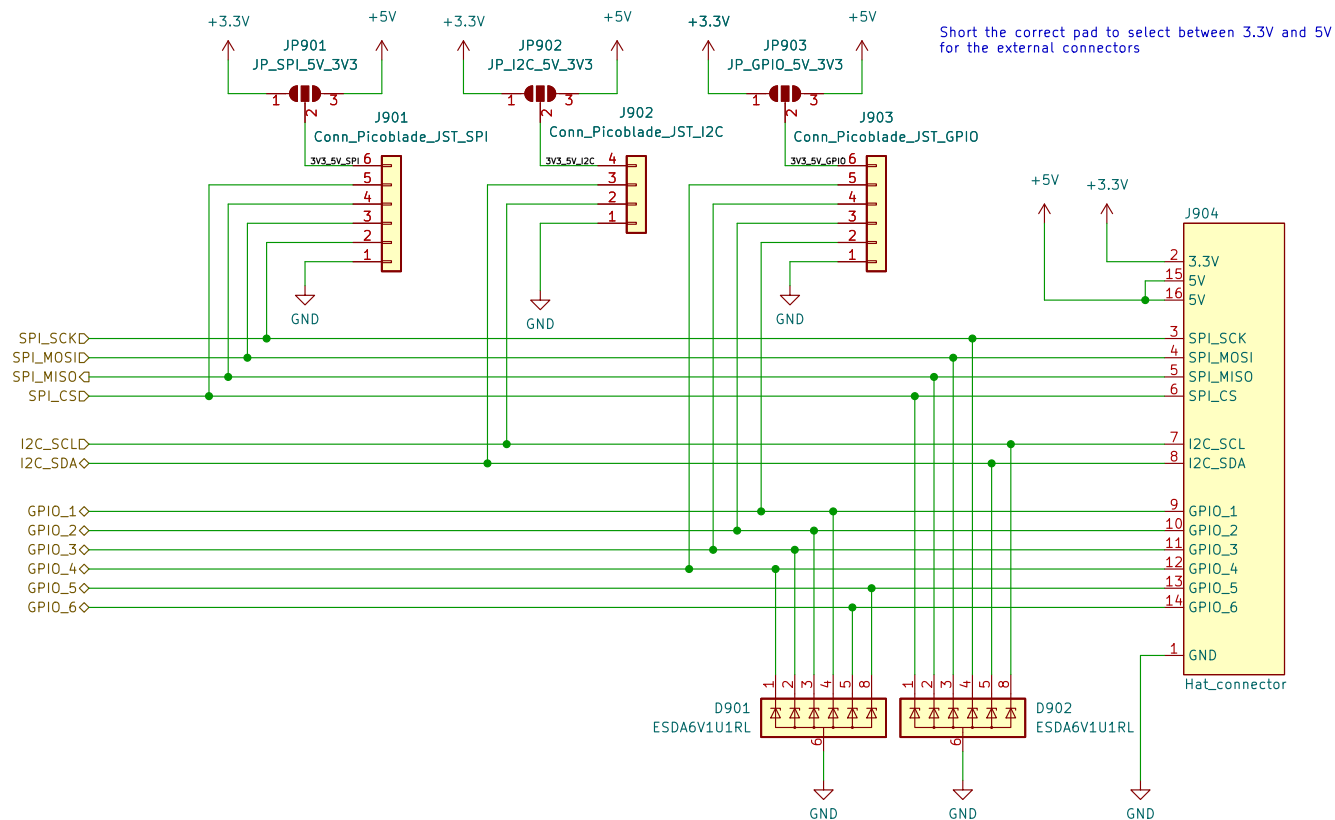 +3.3V
+5V
+3.3V
+5V
+3.3V
+5V
Short the correct pad to select between 3.3V and 5V
for the external connectors
JP901
JP_SPI_5V_3V3
JP902
JP_I2C_5V_3V3
JP903
JP_GPIO_5V_3V3
1 2 3
1 2 3
1 2 3
J901
Conn_Picoblade_JST_SPI
J902
Conn_Picoblade_JST_I2C
J903
Conn_Picoblade_JST_GPIO
3V3_5V_SPI 6
5
4
3
2
1
GND
3V3_5V_I2C 4
3
2
1
GND
3V3_5V_GPIO 6
5
4
3
2
1
GND
+5V
+3.3V
J904
2 3.3V
15 5V
16 5V
SPI_SCK
3 SPI_SCK
SPI_MOSI
4 SPI_MOSI
SPI_MISO
5 SPI_MISO
SPI_CS
6 SPI_CS
I2C_SCL
7 I2C_SCL
I2C_SDA
8 I2C_SDA
GPIO_1
9 GPIO_1
GPIO_2
10 GPIO_2
GPIO_3
11 GPIO_3
GPIO_4
12 GPIO_4
GPIO_5
13 GPIO_5
GPIO_6
14 GPIO_6
1 GND
Hat_connector
1 2 3 4 5 8
D901
ESDA6V1U1RL
6
GND
1 2 3 4 5 8
D902
ESDA6V1U1RL
6
GND
GND